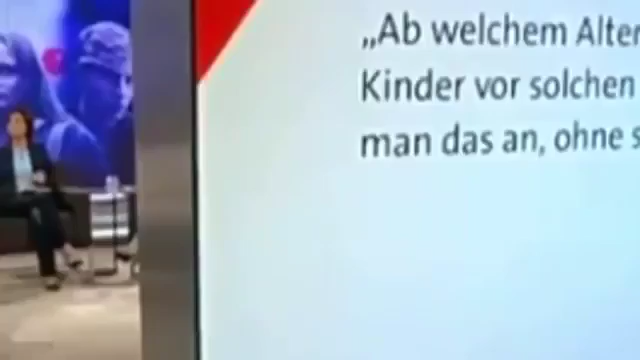 „Ab welchem Alter
Kinder vor solchen
man das an, ohne s